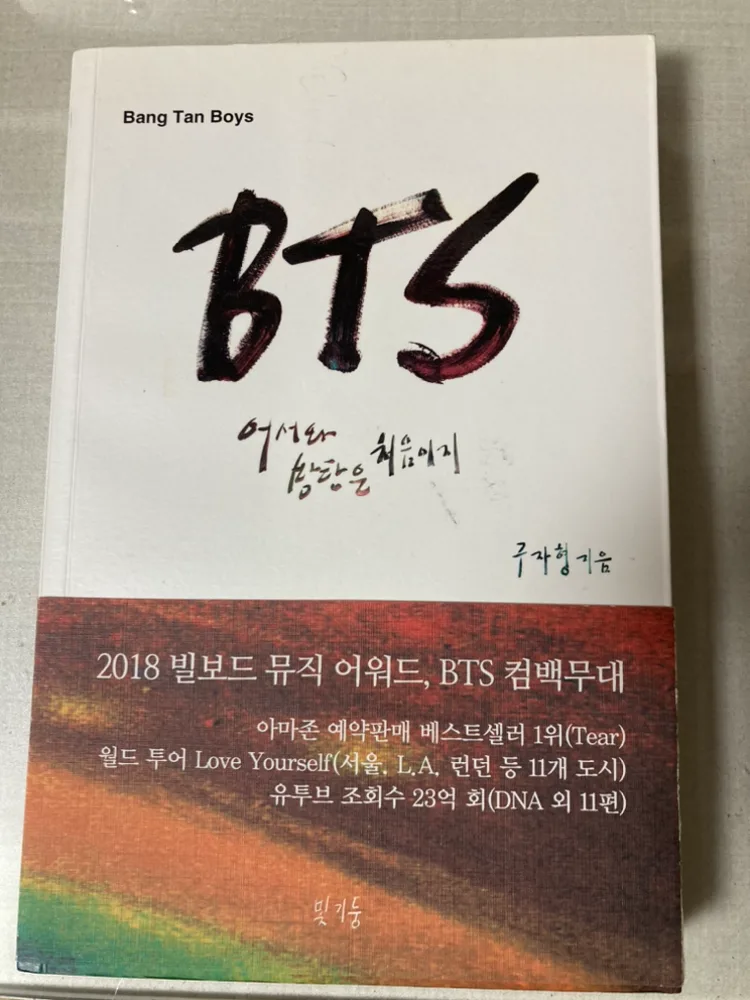 Bang Tan Boys
BTS
어서와
방탄은 처음이지
구자형 지음
2018 빌보드 뮤직 어워드, BTS 컴백무대
아마존 예약판매 베스트셀러 1위(Tear)
월드 투어 Love Yourself(서울, L.A, 런던 등 11개 도시)
유투브 조회수 23억 회(DNA 외 11편)
빛기둥